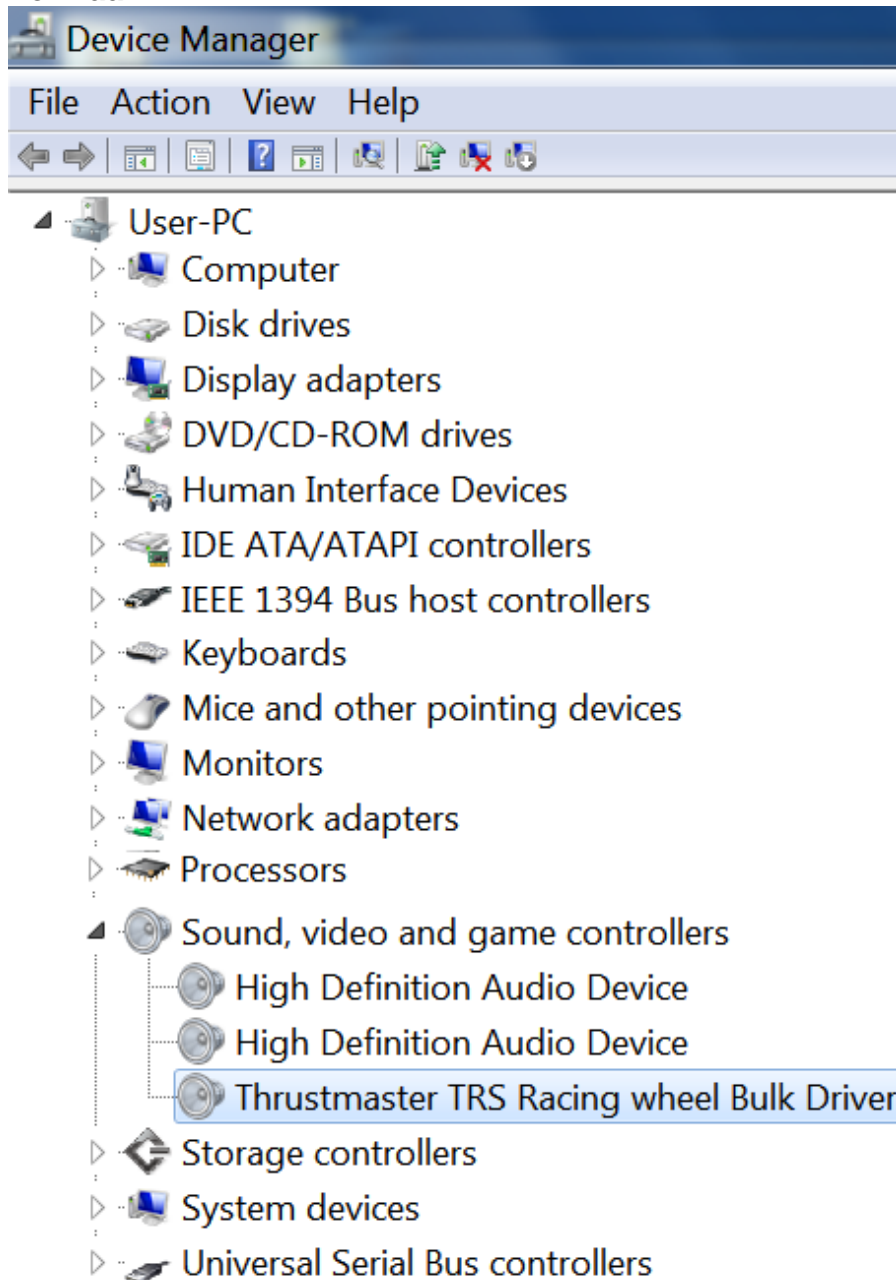 Device Manager
File Action View Help
User-PC
Computer
Disk drives
Display adapters
DVD/CD-ROM drives
Human Interface Devices
IDE ATA/ATAPI controllers
IEEE 1394 Bus host controllers
Keyboards
Mice and other pointing devices
Monitors
Network adapters
Processors
Sound, video and game controllers
High Definition Audio Device
High Definition Audio Device
Thrustmaster TRS Racing wheel Bulk Driver
Storage controllers
System devices
Universal Serial Bus controllers